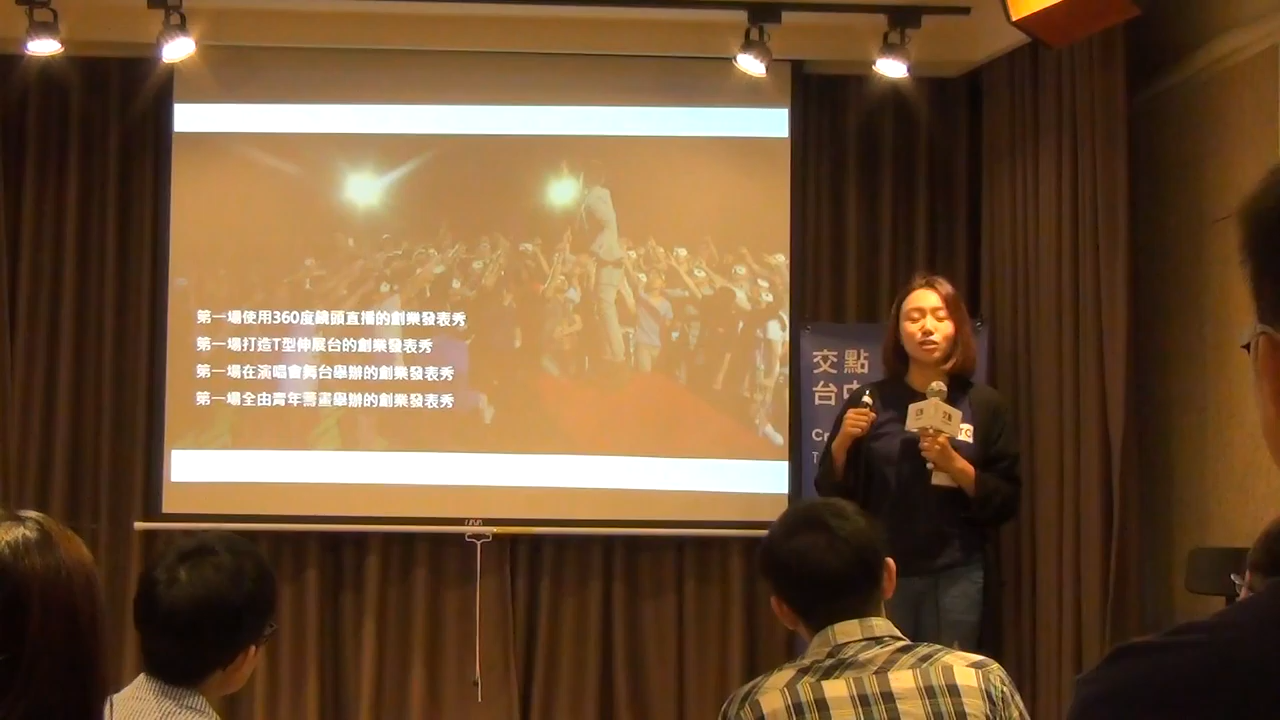 第一場使用360度鏡頭直播的創業發表秀
第一場打造T型伸展台的創業發表秀
第一場在演唱會舞台舉辦的創業發表秀
第一場全由青年籌畫舉辦的創業發表秀
交點
台中